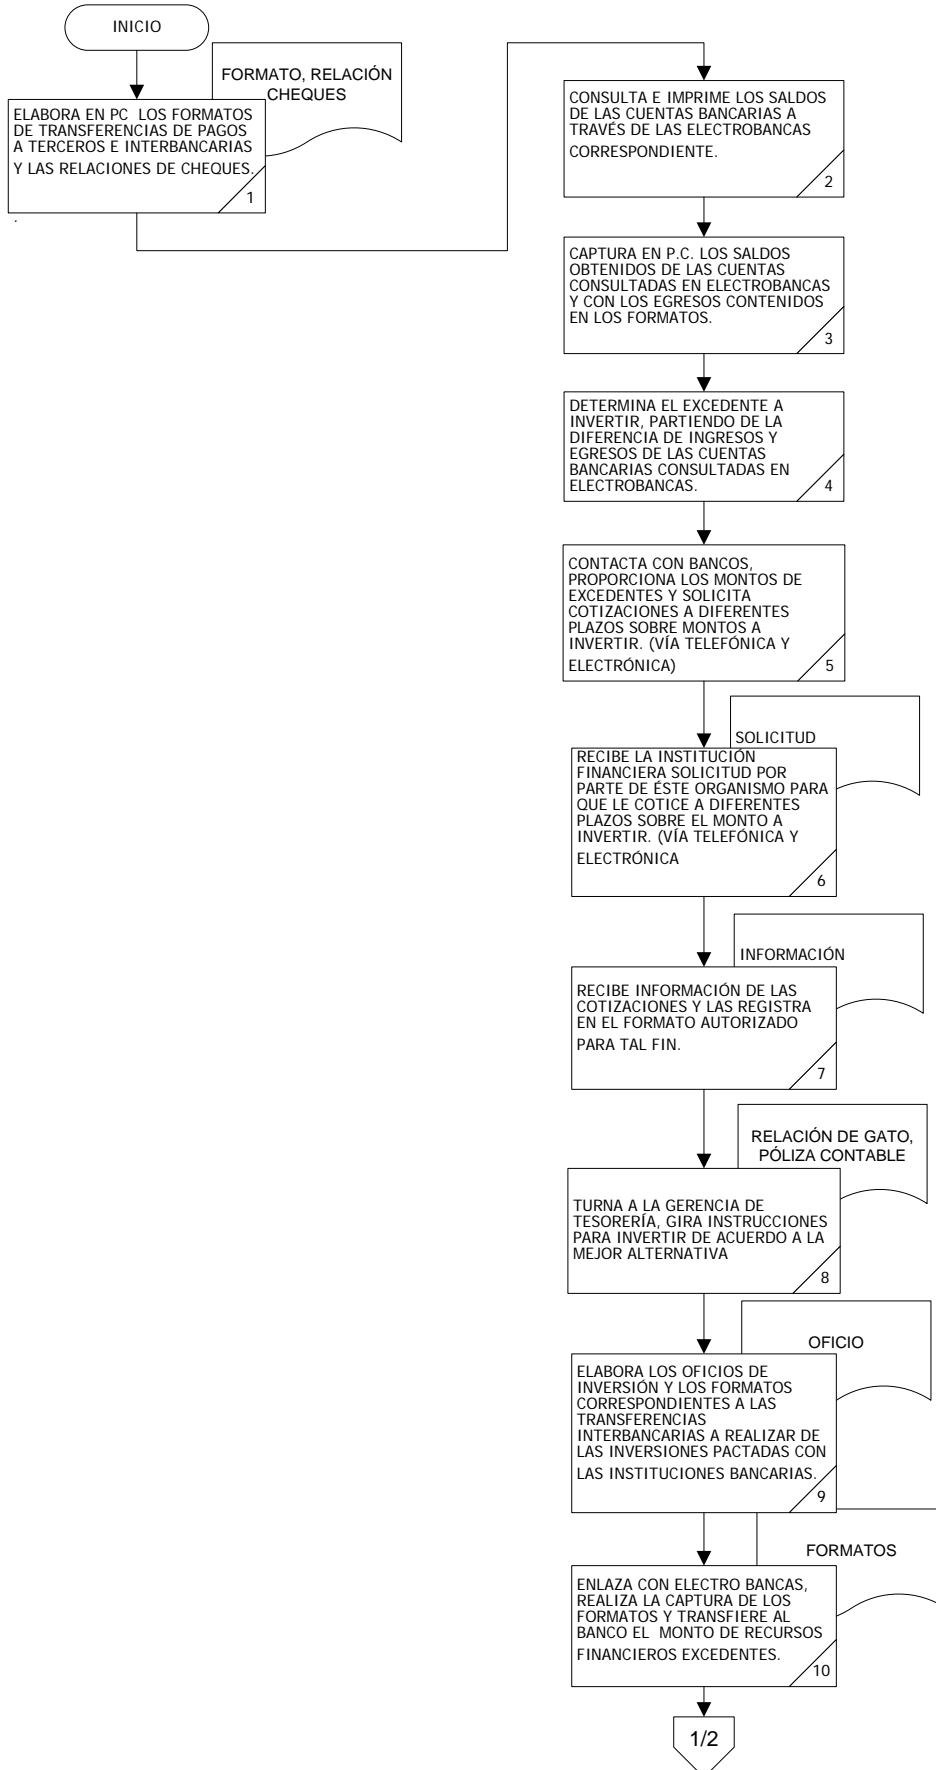 INICIO
FORMATO, RELACIÓN
CHEQUES
ELABORA EN PC LOS FORMATOS
DE TRANSFERENCIAS DE PAGOS
A TERCEROS E INTERBANCARIAS
Y LAS RELACIONES DE CHEQUES.
1
.
CONSULTA E IMPRIME LOS SALDOS
DE LAS CUENTAS BANCARIAS A
TRAVÉS DE LAS ELECTROBANCAS
CORRESPONDIENTE.
2
CAPTURA EN P.C. LOS SALDOS
OBTENIDOS DE LAS CUENTAS
CONSULTADAS EN ELECTROBANCAS
Y CON LOS EGRESOS CONTENIDOS
EN LOS FORMATOS.
3
DETERMINA EL EXCEDENTE A
INVERTIR, PARTIENDO DE LA
DIFERENCIA DE INGRESOS Y
EGRESOS DE LAS CUENTAS
BANCARIAS CONSULTADAS EN
ELECTROBANCAS.
4
CONTACTA CON BANCOS,
PROPORCIONA LOS MONTOS DE
EXCEDENTES Y SOLICITA
COTIZACIONES A DIFERENTES
PLAZOS SOBRE MONTOS A
INVERTIR. (VÍA TELEFÓNICA Y
ELECTRÓNICA)
5
SOLICITUD
RECIBE LA INSTITUCIÓN
FINANCIERA SOLICITUD POR
PARTE DE ÉSTE ORGANISMO PARA
QUE LE COTICE A DIFERENTES
PLAZOS SOBRE EL MONTO A
INVERTIR. (VÍA TELEFÓNICA Y
ELECTRÓNICA
6
INFORMACIÓN
RECIBE INFORMACIÓN DE LAS
COTIZACIONES Y LAS REGISTRA
EN EL FORMATO AUTORIZADO
PARA TAL FIN.
7
RELACIÓN DE GATO,
PÓLIZA CONTABLE
TURNA A LA GERENCIA DE
TESORERÍA, GIRA INSTRUCCIONES
PARA INVERTIR DE ACUERDO A LA
MEJOR ALTERNATIVA
8
OFICIO
ELABORA LOS OFICIOS DE
INVERSIÓN Y LOS FORMATOS
CORRESPONDIENTES A LAS
TRANSFERENCIAS
INTERBANCARIAS A REALIZAR DE
LAS INVERSIONES PACTADAS CON
LAS INSTITUCIONES BANCARIAS.
9
FORMATOS
ENLAZA CON ELECTRO BANCAS,
REALIZA LA CAPTURA DE LOS
FORMATOS Y TRANSFIERE AL
BANCO EL MONTO DE RECURSOS
FINANCIEROS EXCEDENTES.
10
1/2